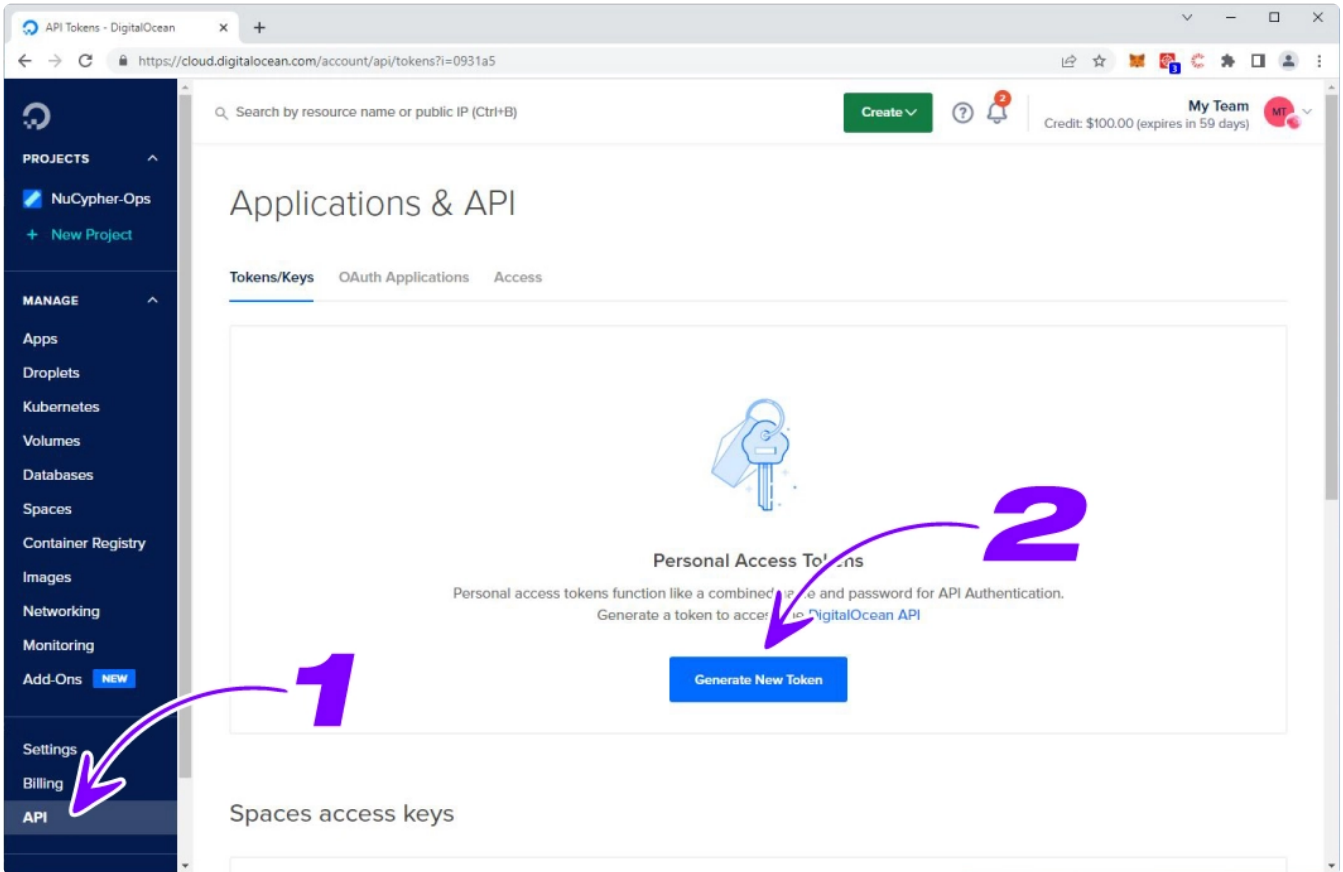 API Tokens - DigitalOcean
https://cloud.digitalocean.com/account/api/tokens?i=0931a5
3
Search by resource name or public IP (Ctrl+B)
Create
2
My Team
Credit: $100.00 (expires in 59 days)
MT
PROJECTS
NuCypher-Ops
+ New Project
MANAGE
Apps
Droplets
Kubernetes
Volumes
Databases
Spaces
Container Registry
Images
Networking
Monitoring
Add-Ons NEW
Settings
Billing
API
1
Applications & API
Tokens/Keys OAuth Applications Access
2
Personal Access
Personal access tokens function like a combined and password for API Authentication.
Generate a token to DigitalOcean API
Generate New Token
Spaces access keys